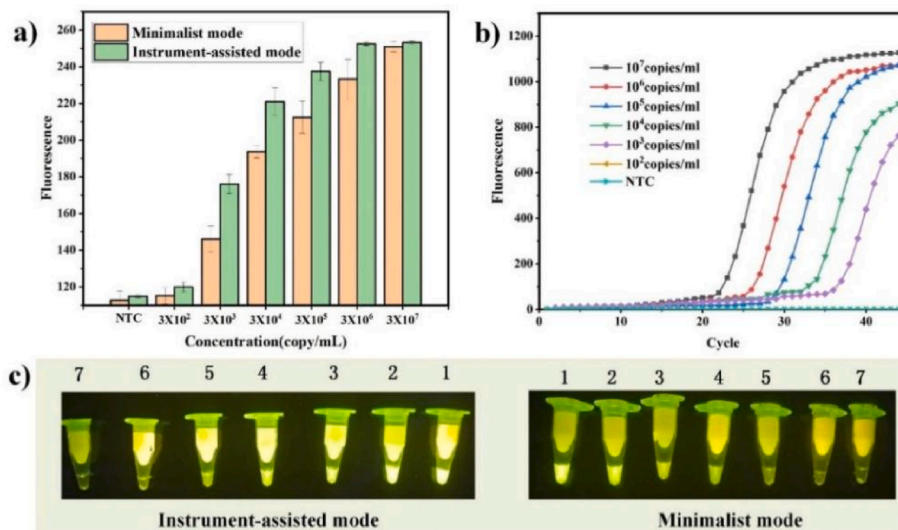 a)
Minimalist mode
Instrument-assisted mode
260
240
220
200
180
160
140
120
Fluorescence
NTC 3X10² 3X10³ 3X10⁴ 3X10⁵ 3X10⁶ 3X10⁷
Concentration(copy/mL)
b)
1200
1000
800
600
400
200
0
Fluorescence
10⁷copies/ml
10⁶copies/ml
10⁵copies/ml
10⁴copies/ml
10³copies/ml
10²copies/ml
NTC
0 10 20 30 40
Cycle
c)
7 6 5 4 3 2 1
Instrument-assisted mode
1 2 3 4 5 6 7
Minimalist mode